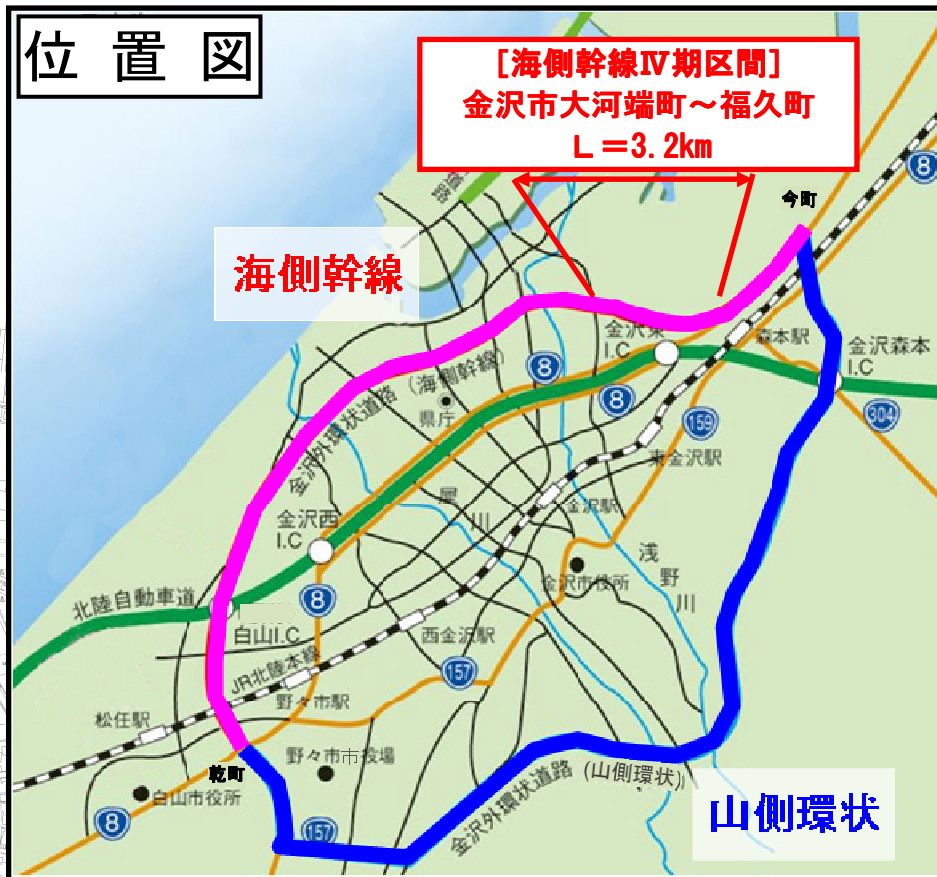 位置図
[海側幹線Ⅳ期区間]
金沢市大河端町～福久町
L=3.2km
8
今町
海側幹線
金沢東
I.C
森本駅
金沢森本
I.C
8
金沢外環状道路 (海側幹線)
県庁
8
304
159
東金沢駅
金沢駅
犀川
金沢西
I.C
浅野川
金沢市役所
8
北陸自動車道
白山I.C
西金沢駅
JR北陸本線
157
野々市駅
松任駅
乾町
野々市市役場
白山市役所
8
157
金沢外環状道路 (山側環状)
山側環状